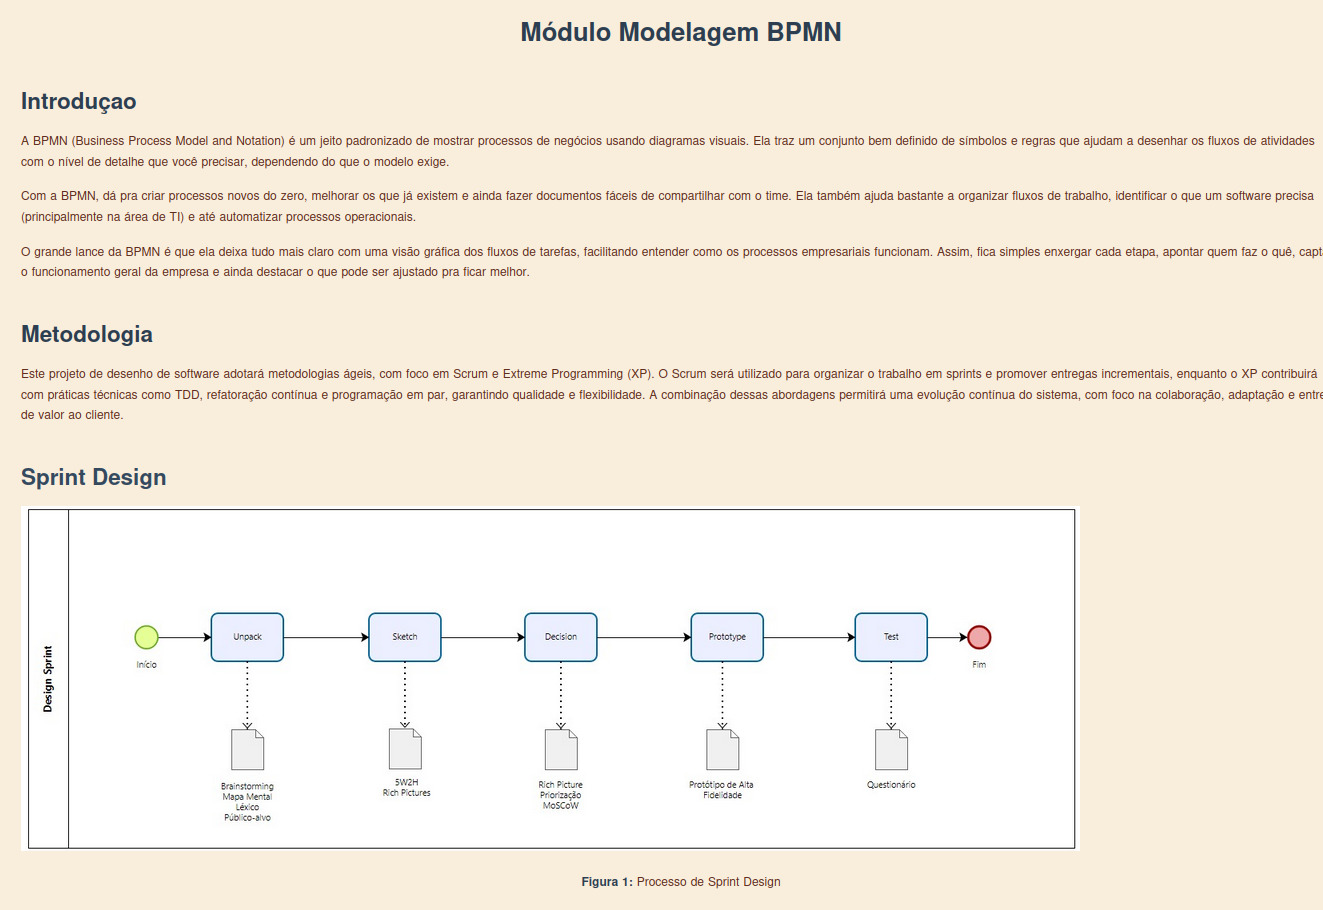 Módulo Modelagem BPMN
Introduçao
A BPMN (Business Process Model and Notation) é um jeito padronizado de mostrar processos de negócios usando diagramas visuais. Ela traz um conjunto bem definido de símbolos e regras que ajudam a desenhar os fluxos de atividades
com o nível de detalhe que você precisar, dependendo do que o modelo exige.
Com a BPMN, dá pra criar processos novos do zero, melhorar os que já existem e ainda fazer documentos fáceis de compartilhar com o time. Ela também ajuda bastante a organizar fluxos de trabalho, identificar o que um software precisa
(principalmente na área de TI) e até automatizar processos operacionais.
O grande lance da BPMN é que ela deixa tudo mais claro com uma visão gráfica dos fluxos de tarefas, facilitando entender como os processos empresariais funcionam. Assim, fica simples enxergar cada etapa, apontar quem faz o quê,
o funcionamento geral da empresa e ainda destacar o que pode ser ajustado pra ficar melhor.
Metodologia
Este projeto de desenho de software adotará metodologias ágeis, com foco em Scrum e Extreme Programming (XP). O Scrum será utilizado para organizar o trabalho em sprints e promover entregas incrementais, enquanto o XP contribuirá
com práticas técnicas como TDD, refatoração contínua e programação em par, garantindo qualidade e flexibilidade. A combinação dessas abordagens permitirá uma evolução contínua do sistema, com foco na colaboração, adaptação e
de valor ao cliente.
Sprint Design
Design Sprint
Início
Unpack
Sketch
Decision
Prototype
Test
Fim
Brainstorming
Mapa Mental
Léxico
Público-alvo
5W2H
Rich Pictures
Rich Picture
Priorização
MoSCoW
Protótipo de Alta
Fidelidade
Questionário
Figura 1: Processo de Sprint Design